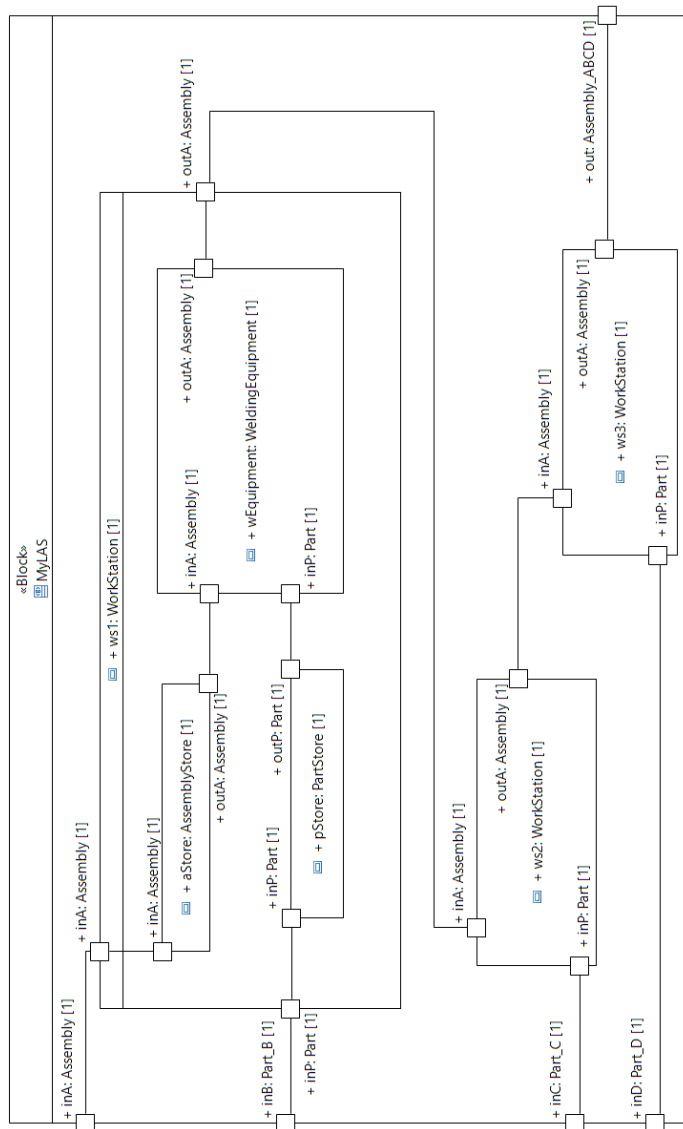 «Block»
MyLAS
+ inA: Assembly [1]
+ inA: Assembly [1]
+ ws1: WorkStation [1]
+ outA: Assembly [1]
+ inA: Assembly [1]
+ aStore: AssemblyStore [1]
+ outA: Assembly [1]
+ inA: Assembly [1]
+ outA: Assembly [1]
+ wEquipment: WeldingEquipment [1]
+ inB: Part_B [1]
+ inP: Part [1]
+ inP: Part [1]
+ outP: Part [1]
+ pStore: PartStore [1]
+ inP: Part [1]
+ inA: Assembly [1]
+ outA: Assembly [1]
+ ws2: WorkStation [1]
+ inC: Part_C [1]
+ inP: Part [1]
+ inA: Assembly [1]
+ outA: Assembly [1]
+ out: Assembly_ABCD [1]
+ ws3: WorkStation [1]
+ inD: Part_D [1]
+ inP: Part [1]